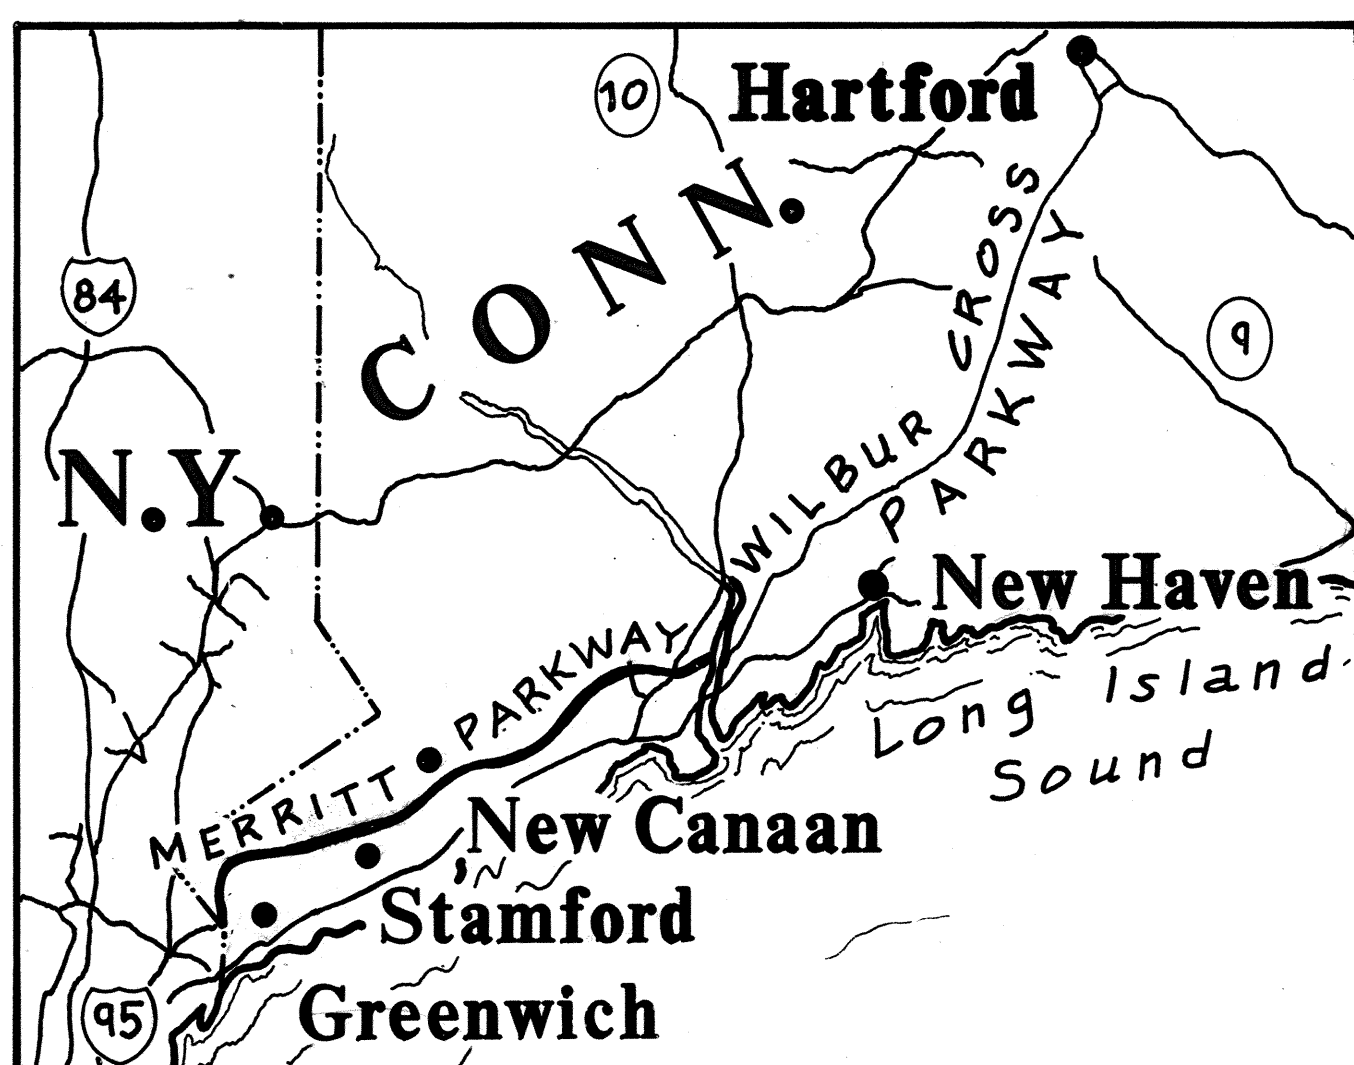 10
Hartford
CONN.
84
9
N.Y.
WILBUR CROSS
PARKWAY
New Haven
MERRITT PARKWAY
Long Island
Sound
New Canaan
Stamford
95
Greenwich